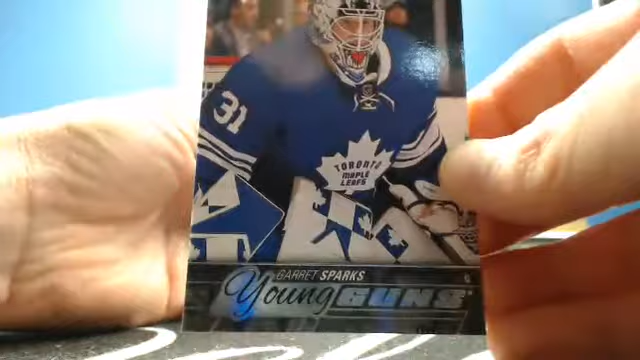 31
TORONTO
MAPLE
LEAFS
GARRET SPARKS
G
Young GUNS